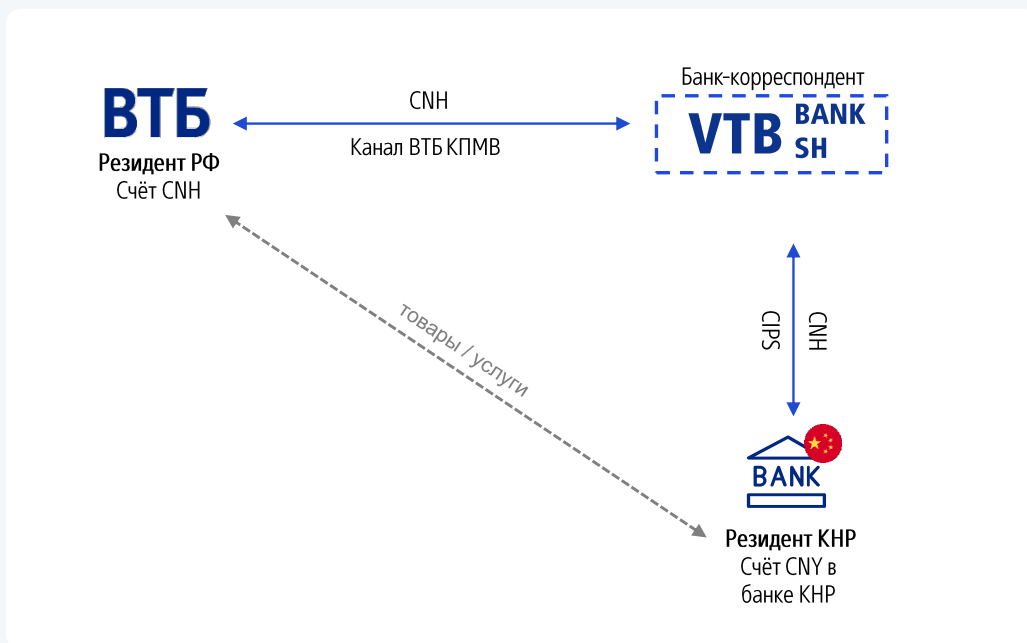 Банк-корреспондент
ВТБ
CNH
VTB BANK SH
Резидент РФ
Канал ВТБ КПМВ
Счёт CNH
товары / услуги
CIPS
CNH
BANK
Резидент КНР
Счёт CNY в
банке КНР